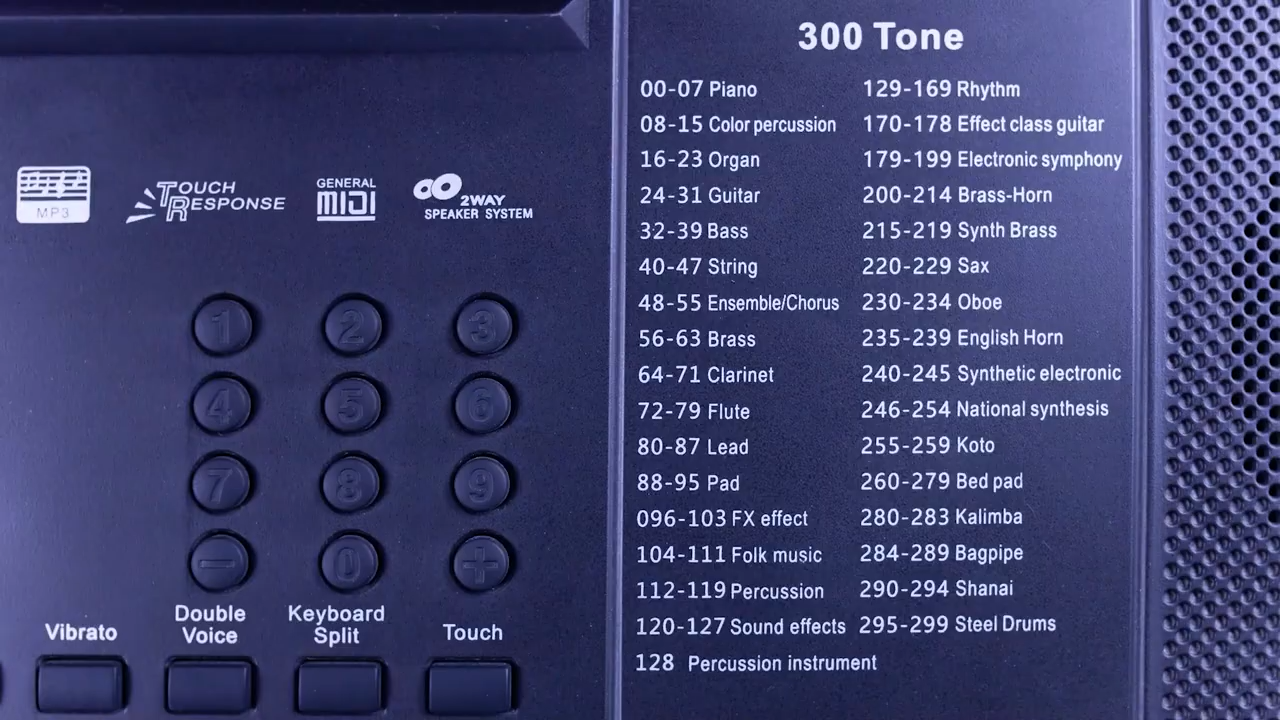 MP3
TOUCH
RESPONSE
GENERAL
MIDI
2WAY
SPEAKER SYSTEM
1 2 3
4 5 6
7 8 9
− 0 +
Vibrato
Double
Voice
Keyboard
Split
Touch
300 Tone
00-07 Piano
08-15 Color percussion
16-23 Organ
24-31 Guitar
32-39 Bass
40-47 String
48-55 Ensemble/Chorus
56-63 Brass
64-71 Clarinet
72-79 Flute
80-87 Lead
88-95 Pad
096-103 FX effect
104-111 Folk music
112-119 Percussion
120-127 Sound effects
128 Percussion instrument
129-169 Rhythm
170-178 Effect class guitar
179-199 Electronic symphony
200-214 Brass-Horn
215-219 Synth Brass
220-229 Sax
230-234 Oboe
235-239 English Horn
240-245 Synthetic electronic
246-254 National synthesis
255-259 Koto
260-279 Bed pad
280-283 Kalimba
284-289 Bagpipe
290-294 Shanai
295-299 Steel Drums